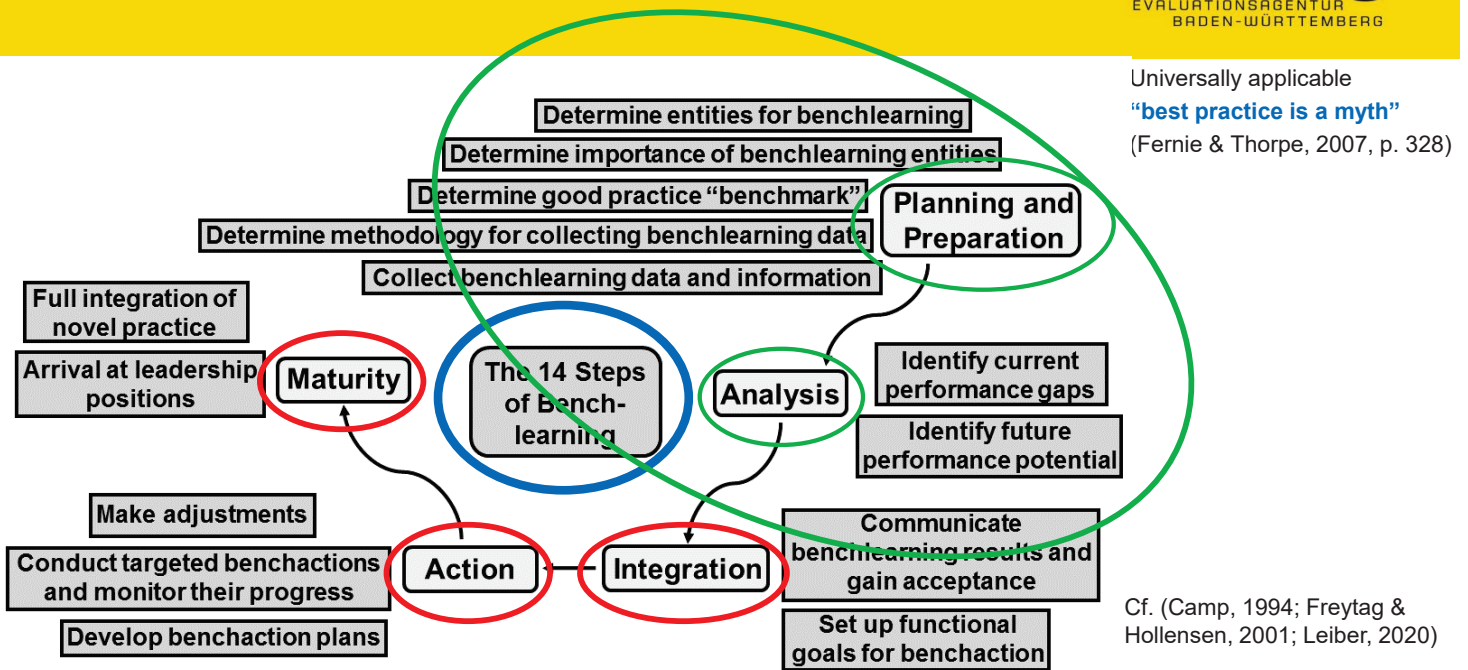 EVALUATIONSAGENTUR
BADEN-WÜRTTEMBERG
Universally applicable
“best practice is a myth”
(Fernie & Thorpe, 2007, p. 328)
Determine entities for benchlearning
Determine importance of benchlearning entities
Determine good practice “benchmark”
Determine methodology for collecting benchlearning data
Collect benchlearning data and information
Planning and
Preparation
Full integration of
novel practice
Arrival at leadership
positions
Maturity
The 14 Steps
of Bench-
learning
Analysis
Identify current
performance gaps
Identify future
performance potential
Make adjustments
Conduct targeted benchactions
and monitor their progress
Develop benchaction plans
Action
Integration
Communicate
benchlearning results and
gain acceptance
Set up functional
goals for benchaction
Cf. (Camp, 1994; Freytag &
Hollensen, 2001; Leiber, 2020)